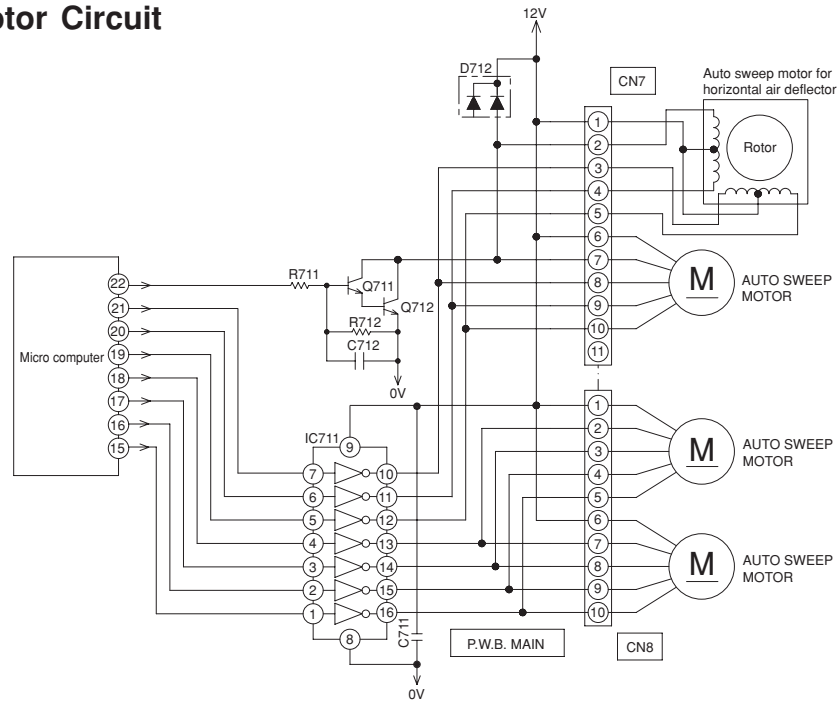 otor Circuit
12V
D712
CN7
Auto sweep motor for
horizontal air deflector
Rotor
1
2
3
4
5
6
7
8
9
10
11
M
AUTO SWEEP
MOTOR
Micro computer
22
21
20
19
18
17
16
15
R711
Q711
Q712
R712
C712
0V
IC711
9
7
6
5
4
3
2
1
10
11
12
13
14
15
16
8
C711
0V
1
2
3
4
5
6
7
8
9
10
M
AUTO SWEEP
MOTOR
M
AUTO SWEEP
MOTOR
P.W.B. MAIN
CN8